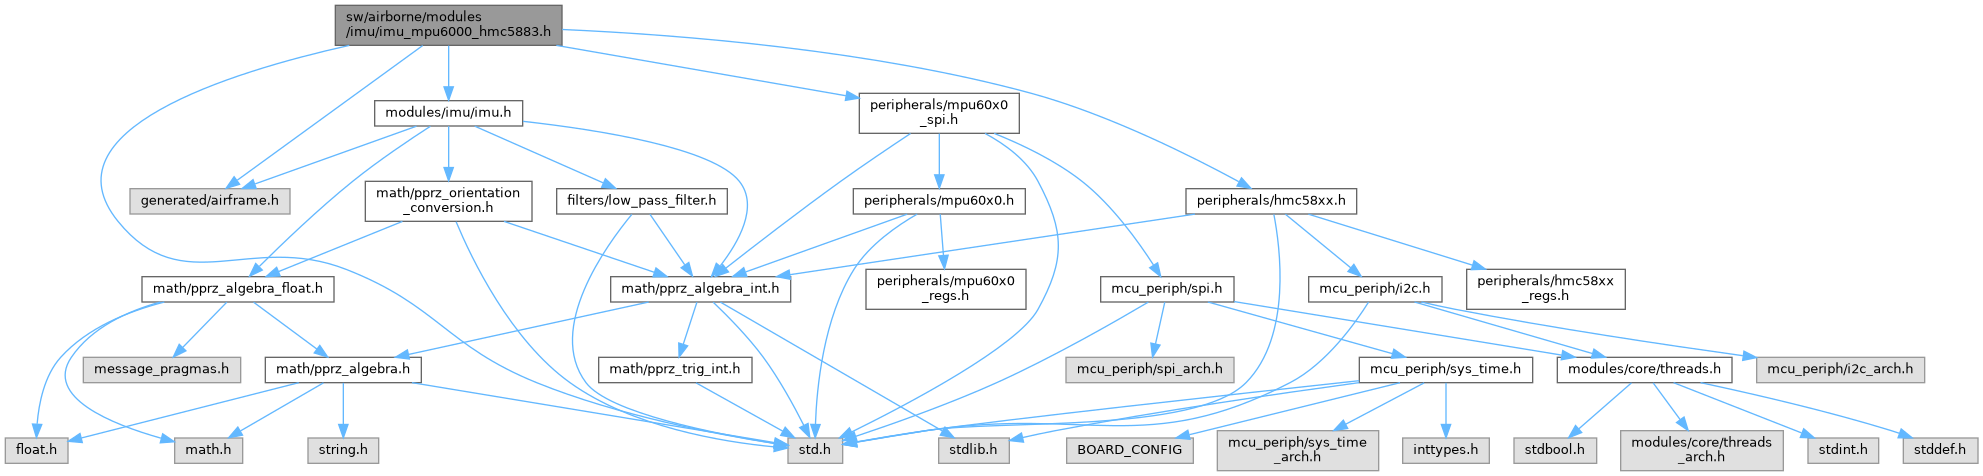 sw/airborne/modules
/imu/imu_mpu6000_hmc5883.h
modules/imu/imu.h
peripherals/mpu60x0
_spi.h
generated/airframe.h
math/pprz_orientation
_conversion.h
filters/low_pass_filter.h
peripherals/mpu60x0.h
peripherals/hmc58xx.h
math/pprz_algebra_float.h
math/pprz_algebra_int.h
peripherals/mpu60x0
_regs.h
mcu_periph/spi.h
mcu_periph/i2c.h
peripherals/hmc58xx
_regs.h
message_pragmas.h
math/pprz_algebra.h
math/pprz_trig_int.h
mcu_periph/spi_arch.h
mcu_periph/sys_time.h
modules/core/threads.h
mcu_periph/i2c_arch.h
float.h
math.h
string.h
std.h
stdlib.h
BOARD_CONFIG
mcu_periph/sys_time
_arch.h
inttypes.h
stdbool.h
modules/core/threads
_arch.h
stdint.h
stddef.h